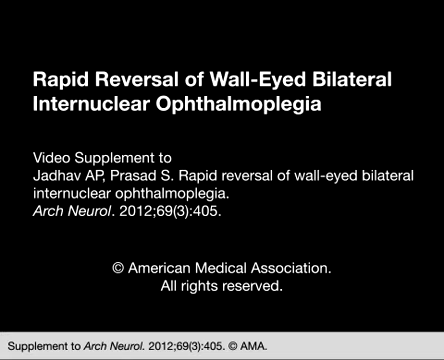 Rapid Reversal of Wall-Eyed Bilateral
Internuclear Ophthalmoplegia
Video Supplement to
Jadhav AP, Prasad S. Rapid reversal of wall-eyed bilateral
internuclear ophthalmoplegia.
Arch Neurol. 2012;69(3):405.
© American Medical Association.
All rights reserved.
Supplement to Arch Neurol. 2012;69(3):405. © AMA.